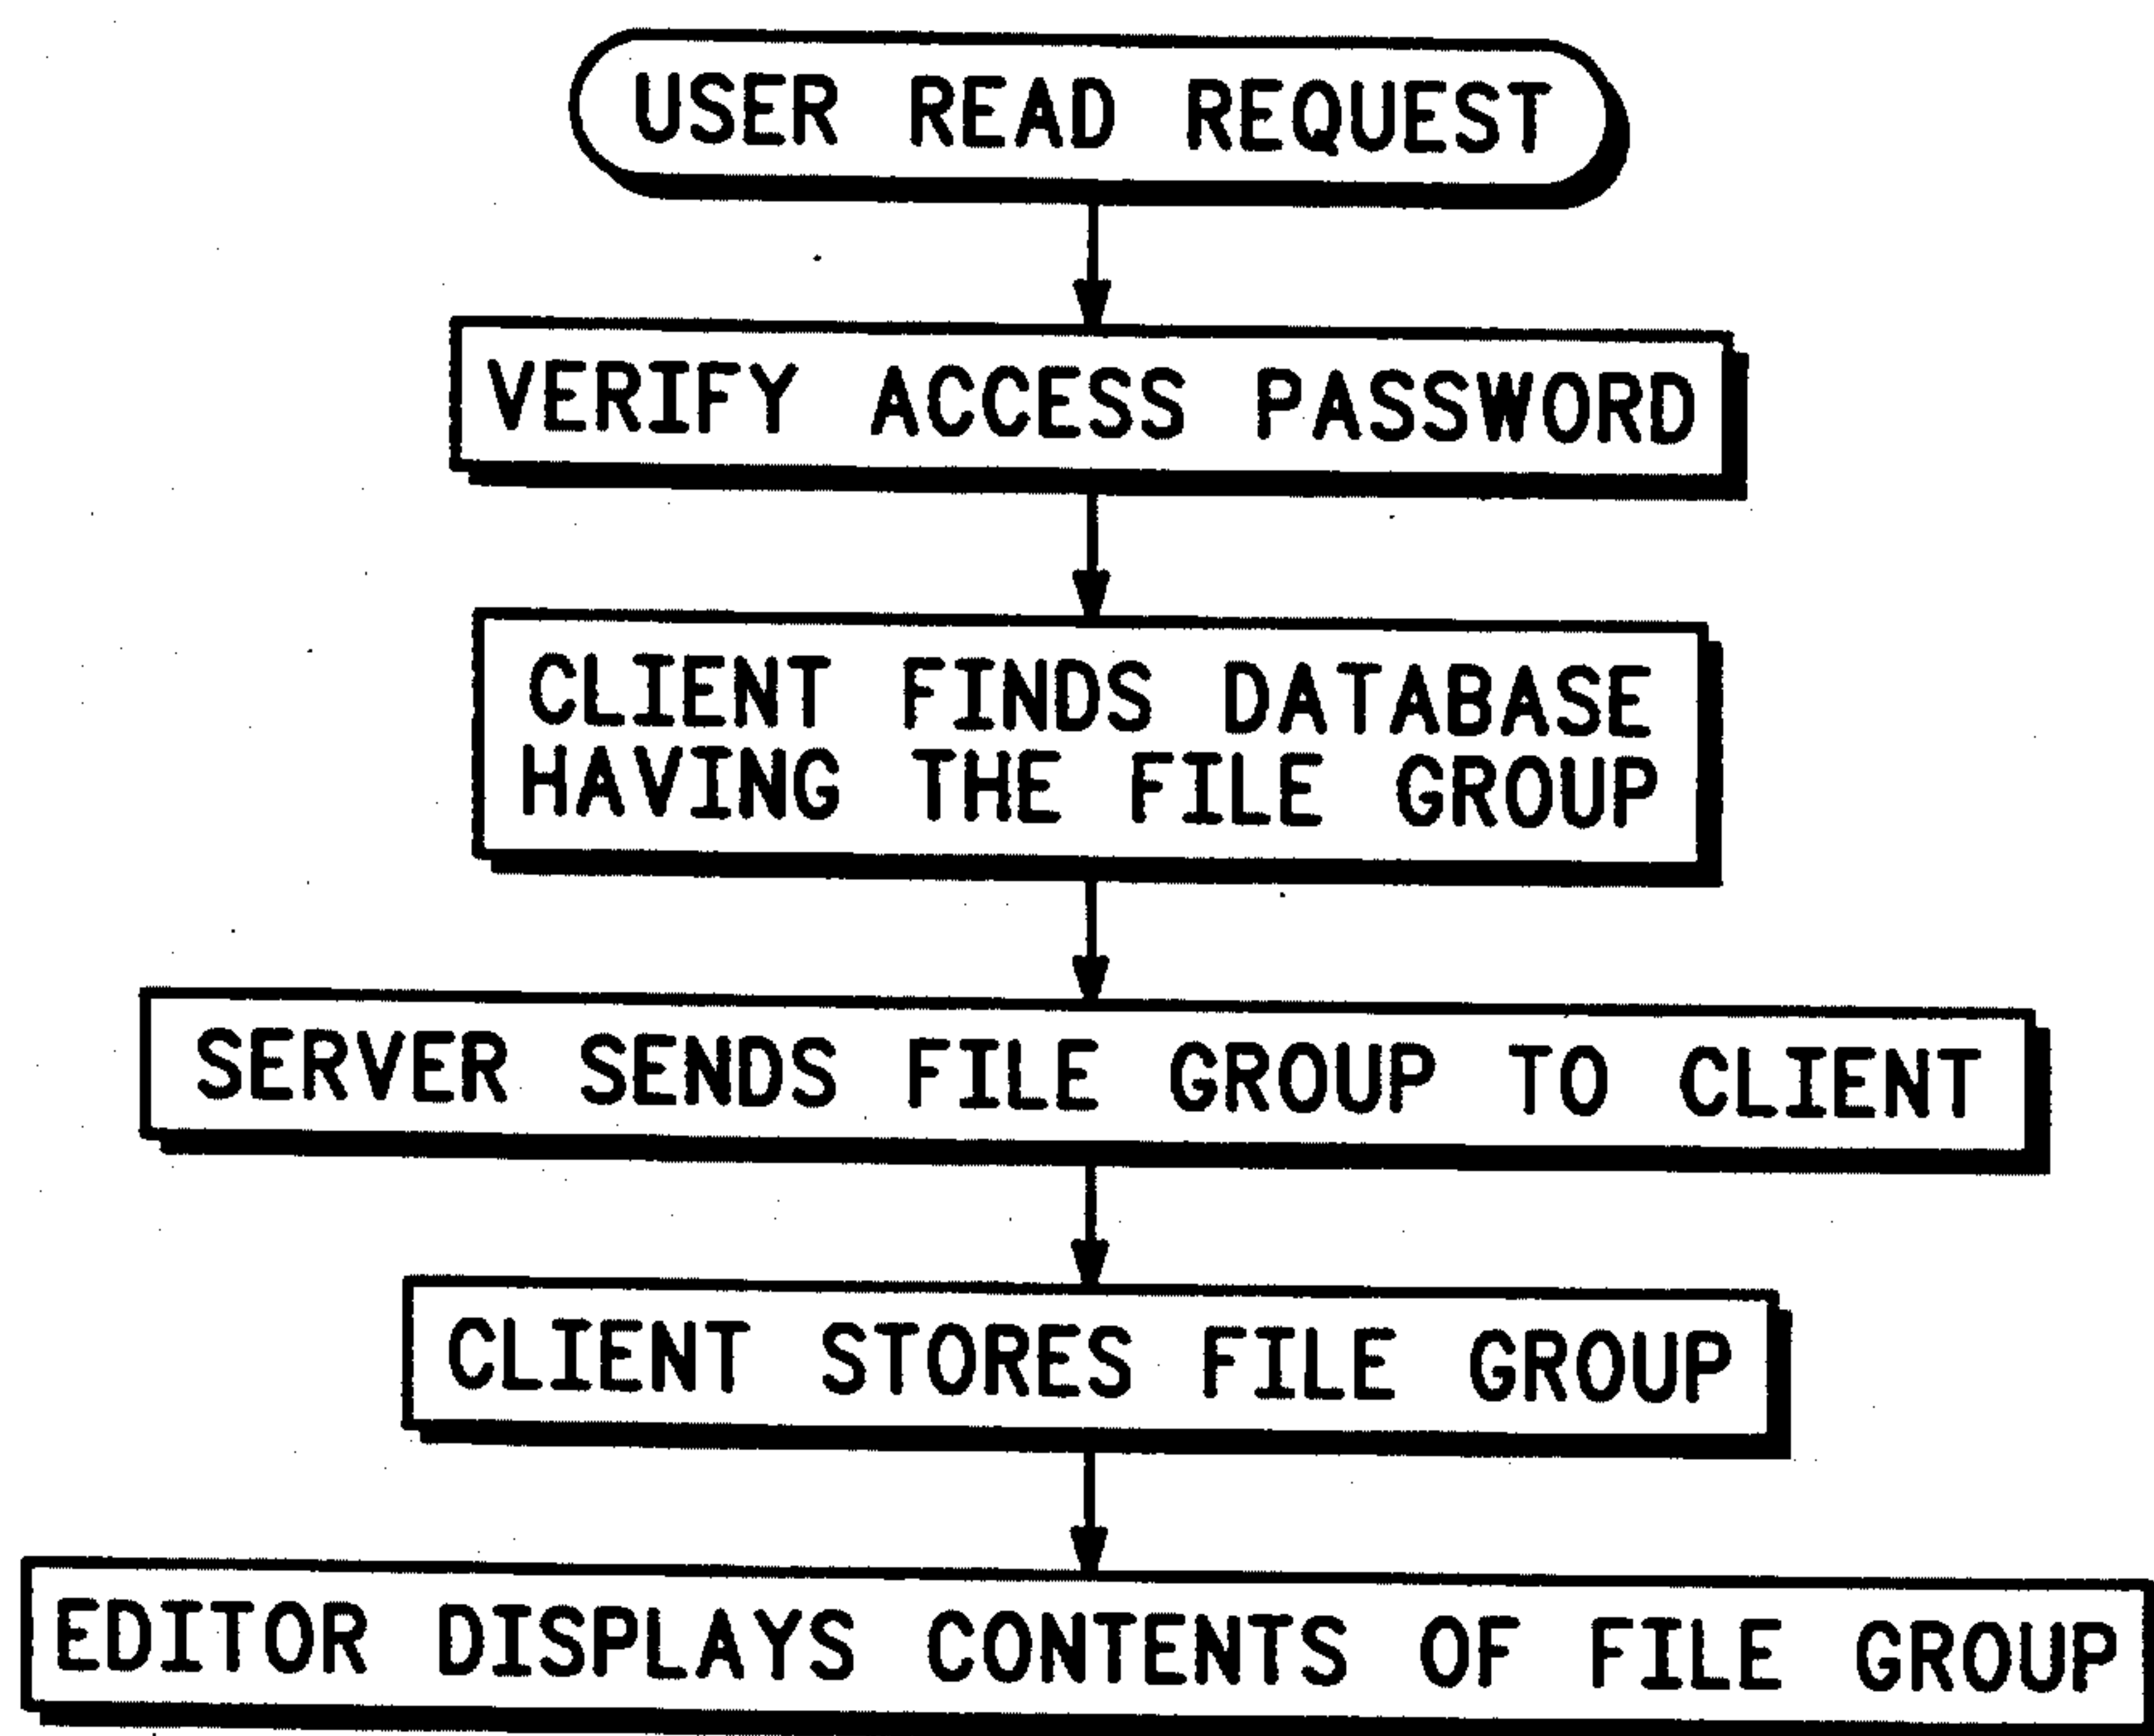 USER READ REQUEST
VERIFY ACCESS PASSWORD
CLIENT FINDS DATABASE
HAVING THE FILE GROUP
SERVER SENDS FILE GROUP TO CLIENT
CLIENT STORES FILE GROUP
EDITOR DISPLAYS CONTENTS OF FILE GROUP